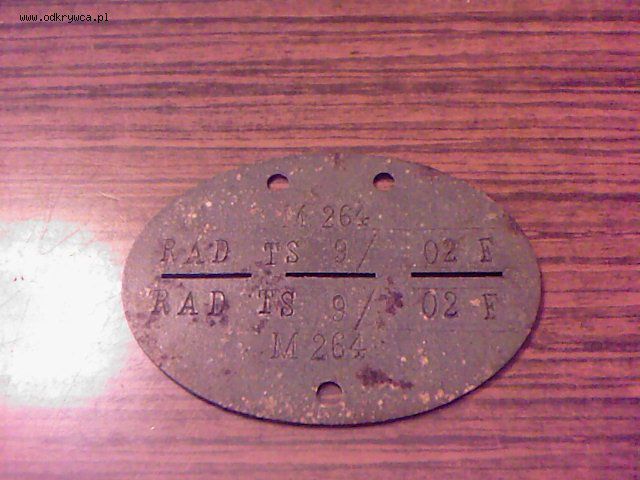 www.odkrywca.pl
M 264
RAD TS 9/ 02 E
RAD TS 9/ 02 E
M 264